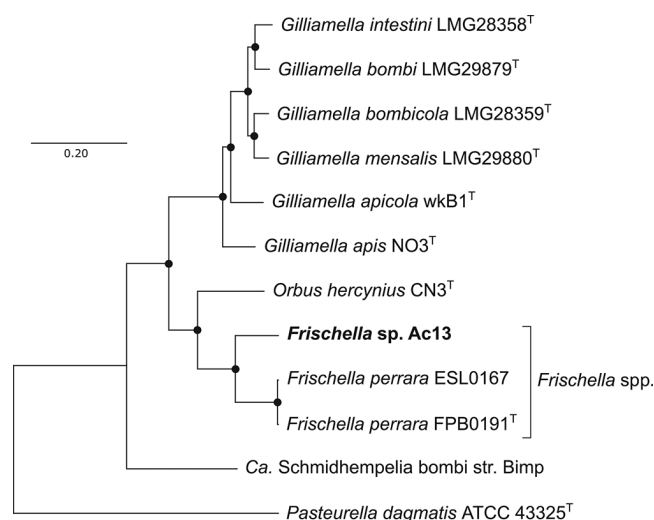 Gilliamella intestini LMG28358ᵀ
Gilliamella bombi LMG29879ᵀ
Gilliamella bombicola LMG28359ᵀ
0.20
Gilliamella mensalis LMG29880ᵀ
Gilliamella apicola wkB1ᵀ
Gilliamella apis NO3ᵀ
Orbus hercynius CN3ᵀ
Frischella sp. Ac13
Frischella perrara ESL0167
Frischella spp.
Frischella perrara FPB0191ᵀ
Ca. Schmidhempelia bombi str. Bimp
Pasteurella dagmatis ATCC 43325ᵀ